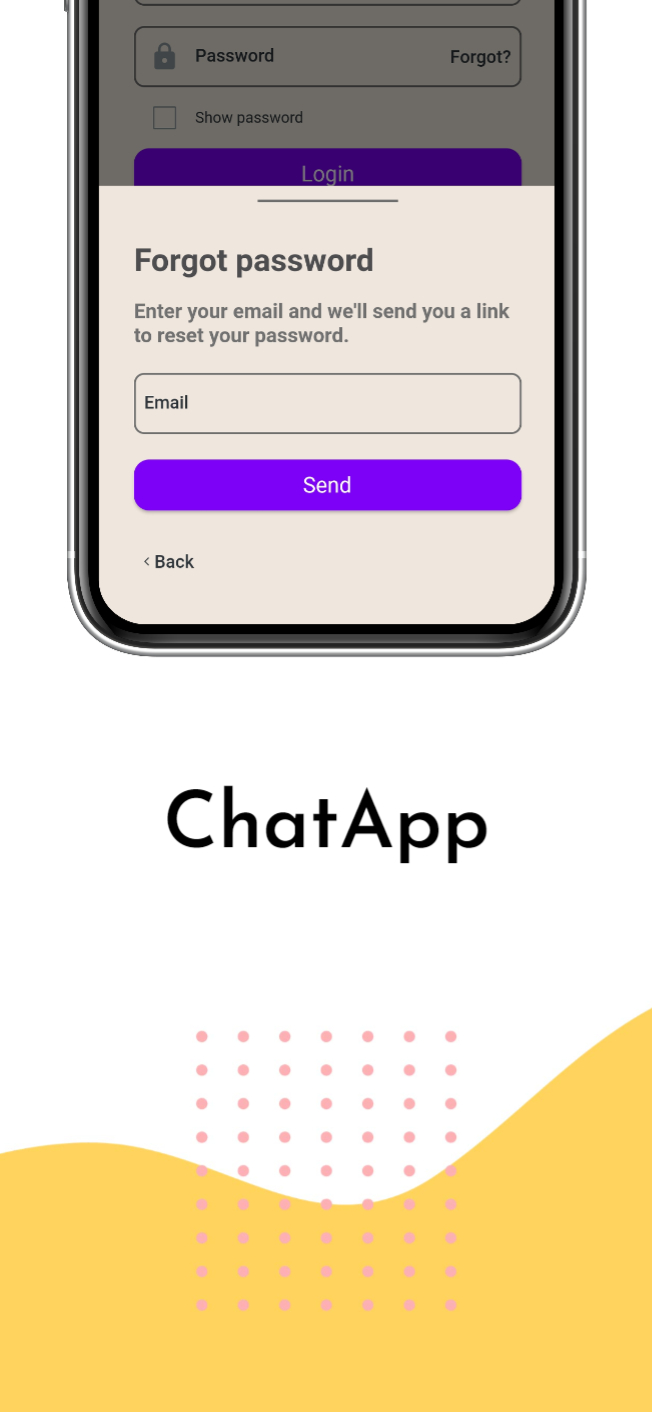 Password
Forgot?
Show password
Login
Forgot password
Enter your email and we'll send you a link
to reset your password.
Email
Send
< Back
ChatApp